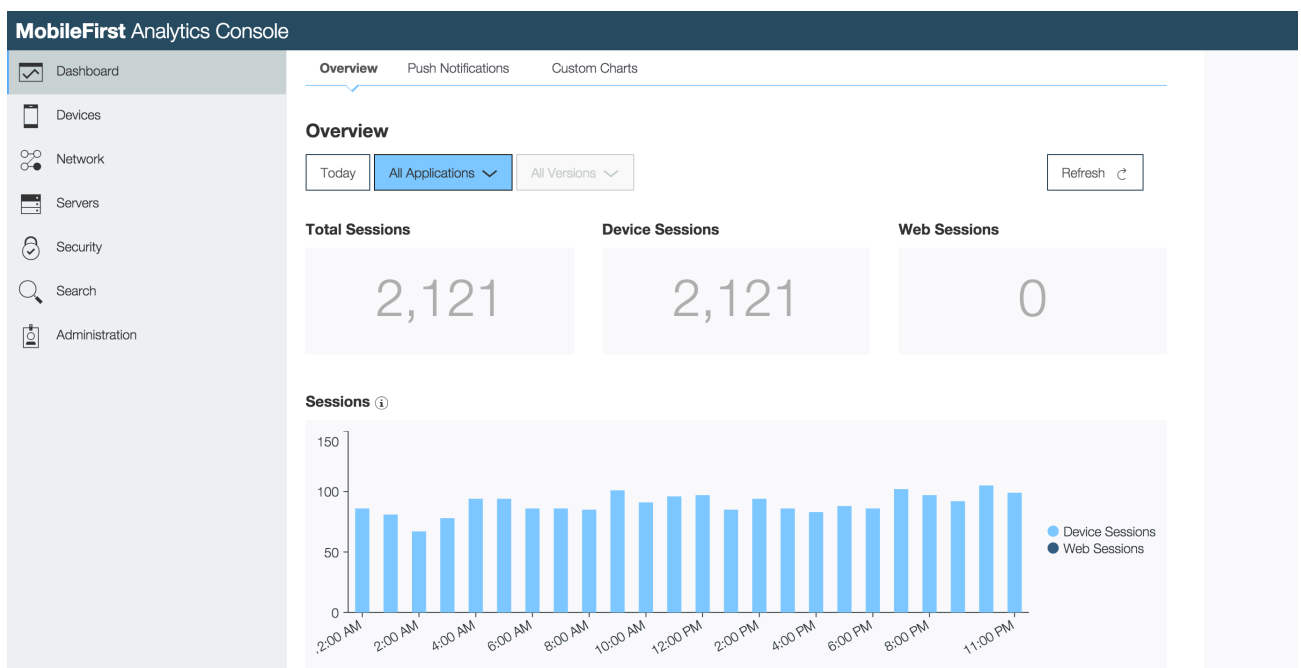 MobileFirst Analytics Console
Dashboard
Devices
Network
Servers
Security
Search
Administration
Overview Push Notifications Custom Charts
Overview
Today All Applications All Versions Refresh
Total Sessions Device Sessions Web Sessions
2,121 2,121 0
Sessions
150
100
50
0
Device Sessions
Web Sessions
2:00 AM 2:00 AM 4:00 AM 6:00 AM 8:00 AM 10:00 AM 12:00 PM 2:00 PM 4:00 PM 6:00 PM 8:00 PM 11:00 PM